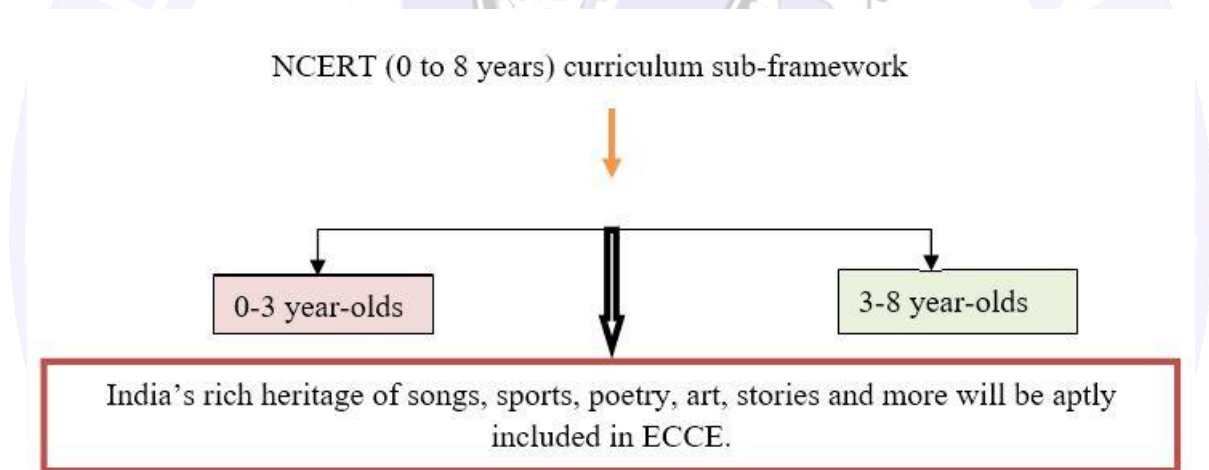 NCERT (0 to 8 years) curriculum sub-framework
0-3 year-olds
3-8 year-olds
India’s rich heritage of songs, sports, poetry, art, stories and more will be aptly
included in ECCE.